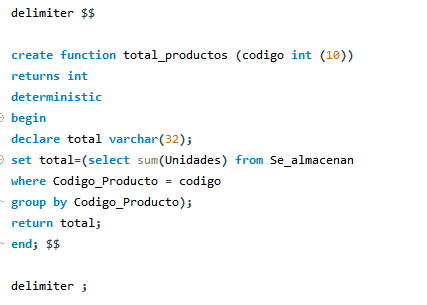 delimiter $$
create function total_productos (codigo int (10))
returns int
deterministic
begin
declare total varchar(32);
set total=(select sum(Unidades) from Se_almacenan
where Codigo_Producto = codigo
group by Codigo_Producto);
return total;
end; $$
delimiter ;